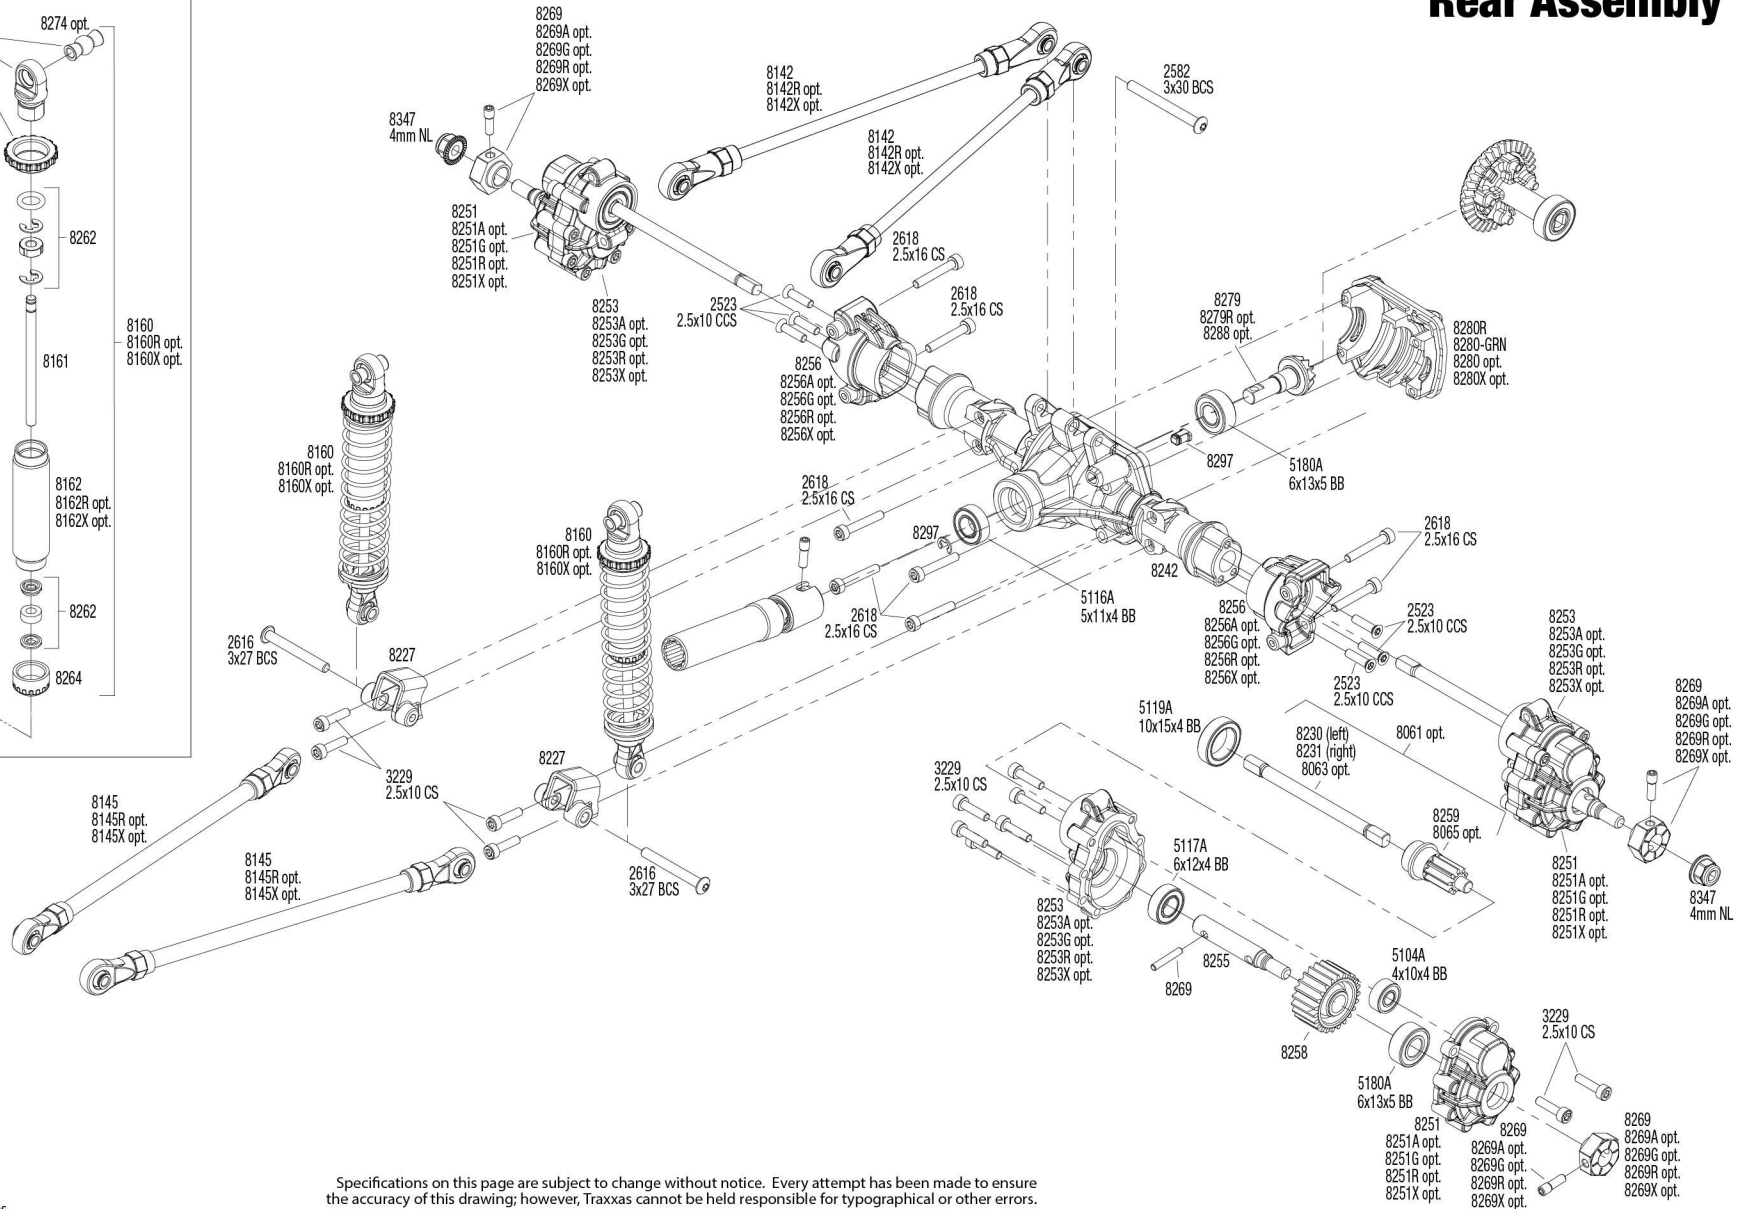 Rear Assembly
8274 opt.
8262
8161
8160
8160R opt.
8160X opt.
8162
8162R opt.
8162X opt.
8262
8264
8269
8269A opt.
8269G opt.
8269R opt.
8269X opt.
8347
4mm NL
8251
8251A opt.
8251G opt.
8251R opt.
8251X opt.
8253
8253A opt.
8253G opt.
8253R opt.
8253X opt.
8142
8142R opt.
8142X opt.
8142
8142R opt.
8142X opt.
2582
3x30 BCS
2618
2.5x16 CS
2618
2.5x16 CS
2523
2.5x10 CCS
8256
8256A opt.
8256G opt.
8256R opt.
8256X opt.
8279
8279R opt.
8288 opt.
8280R
8280-GRN
8280 opt.
8280X opt.
8297
5180A
6x13x5 BB
8160
8160R opt.
8160X opt.
8160
8160R opt.
8160X opt.
2618
2.5x16 CS
8297
2618
2.5x16 CS
5116A
5x11x4 BB
8242
2618
2.5x16 CS
8256
8256A opt.
8256G opt.
8256R opt.
8256X opt.
2523
2.5x10 CCS
2523
2.5x10 CCS
8253
8253A opt.
8253G opt.
8253R opt.
8253X opt.
8269
8269A opt.
8269G opt.
8269R opt.
8269X opt.
2616
3x27 BCS
8227
8227
3229
2.5x10 CS
2616
3x27 BCS
8145
8145R opt.
8145X opt.
8145
8145R opt.
8145X opt.
5119A
10x15x4 BB
8230 (left)
8231 (right)
8063 opt.
8061 opt.
8259
8065 opt.
3229
2.5x10 CS
5117A
6x12x4 BB
8253
8253A opt.
8253G opt.
8253R opt.
8253X opt.
8255
8269
8258
5104A
4x10x4 BB
5180A
6x13x5 BB
8251
8251A opt.
8251G opt.
8251R opt.
8251X opt.
8347
4mm NL
3229
2.5x10 CS
8251
8251A opt.
8251G opt.
8251R opt.
8251X opt.
8269
8269A opt.
8269G opt.
8269R opt.
8269X opt.
8269
8269A opt.
8269G opt.
8269R opt.
8269X opt.
Specifications on this page are subject to change without notice. Every attempt has been made to ensure
the accuracy of this drawing; however, Traxxas cannot be held responsible for typographical or other errors.